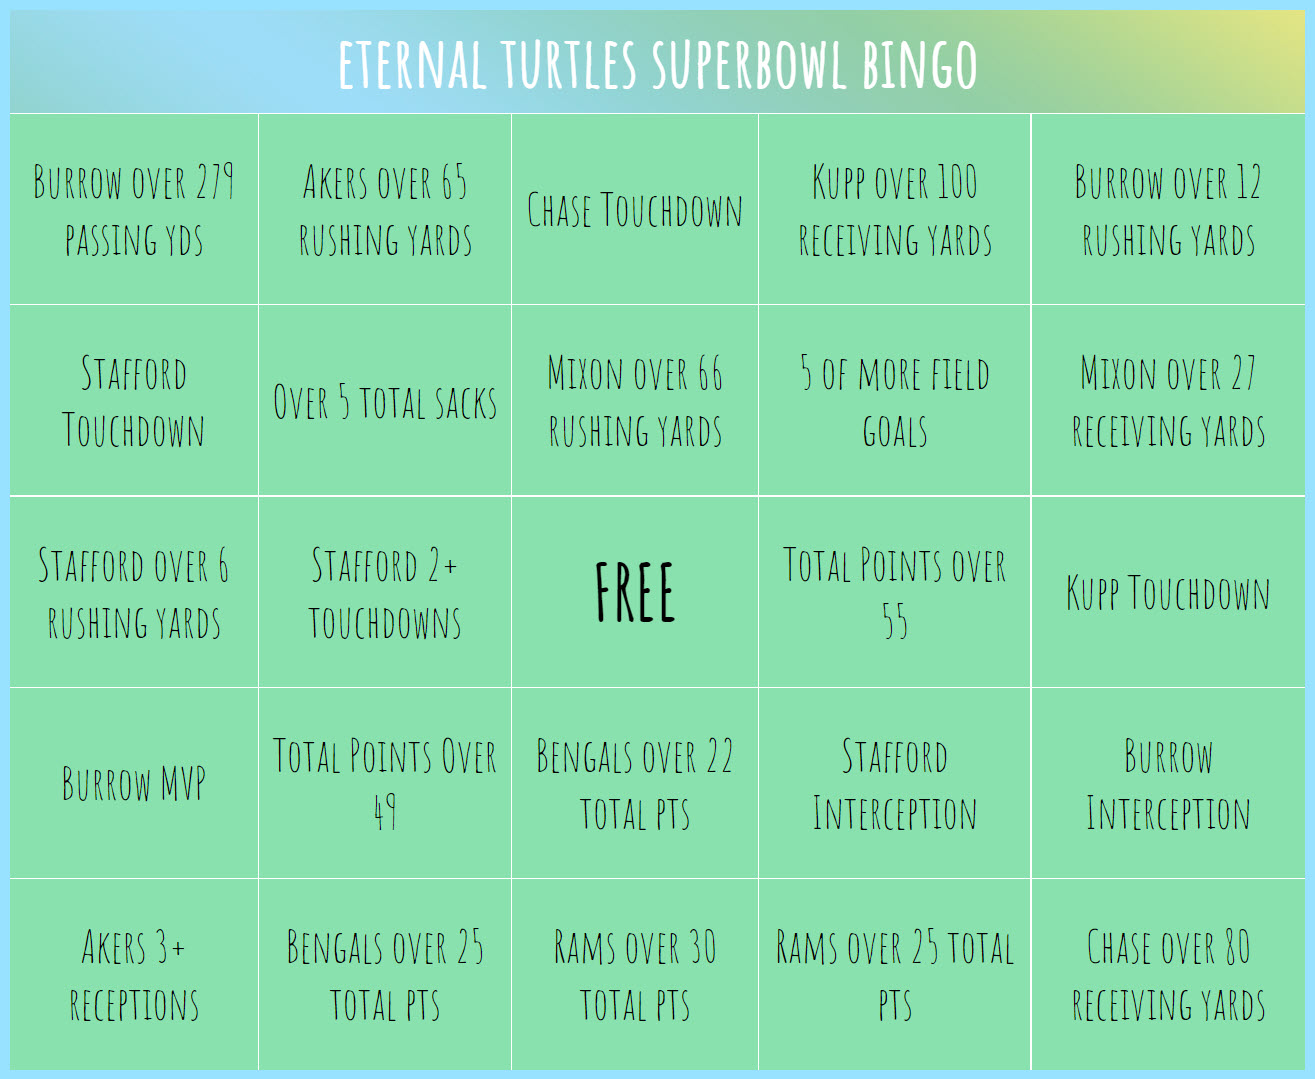 ETERNAL TURTLES SUPERBOWL BINGO
BURROW OVER 279
PASSING YDS
AKERS OVER 65
RUSHING YARDS
CHASE TOUCHDOWN
KUPP OVER 100
RECEIVING YARDS
BURROW OVER 12
RUSHING YARDS
STAFFORD
TOUCHDOWN
OVER 5 TOTAL SACKS
MIXON OVER 66
RUSHING YARDS
5 OF MORE FIELD
GOALS
MIXON OVER 27
RECEIVING YARDS
STAFFORD OVER 6
RUSHING YARDS
STAFFORD 2+
TOUCHDOWNS
FREE
TOTAL POINTS OVER
55
KUPP TOUCHDOWN
BURROW MVP
TOTAL POINTS OVER
49
BENGALS OVER 22
TOTAL PTS
STAFFORD
INTERCEPTION
BURROW
INTERCEPTION
AKERS 3+
RECEPTIONS
BENGALS OVER 25
TOTAL PTS
RAMS OVER 30
TOTAL PTS
RAMS OVER 25 TOTAL
PTS
CHASE OVER 80
RECEIVING YARDS